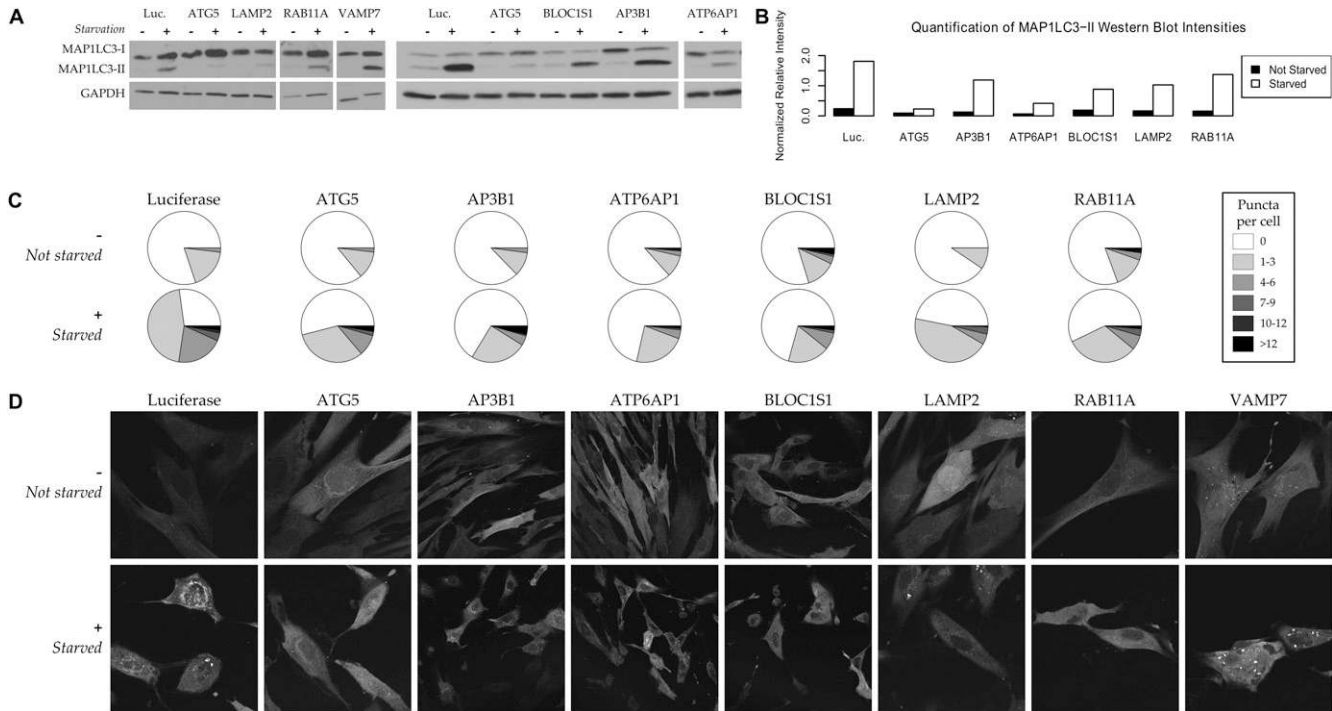 A
Luc. ATG5 LAMP2 RAB11A VAMP7 Luc. ATG5 BLOC1S1 AP3B1 ATP6AP1
Starvation - + - + - + - + - + - + - + - + - + - +
MAP1LC3-I
MAP1LC3-II
GAPDH
B
Quantification of MAP1LC3−II Western Blot Intensities
Normalized Relative Intensity
2.0
1.0
0.0
Not Starved
Starved
Luc. ATG5 AP3B1 ATP6AP1 BLOC1S1 LAMP2 RAB11A
C
Luciferase ATG5 AP3B1 ATP6AP1 BLOC1S1 LAMP2 RAB11A
-
Not starved
+
Starved
Puncta
per cell
0
1-3
4-6
7-9
10-12
>12
D
Luciferase ATG5 AP3B1 ATP6AP1 BLOC1S1 LAMP2 RAB11A VAMP7
-
Not starved
+
Starved